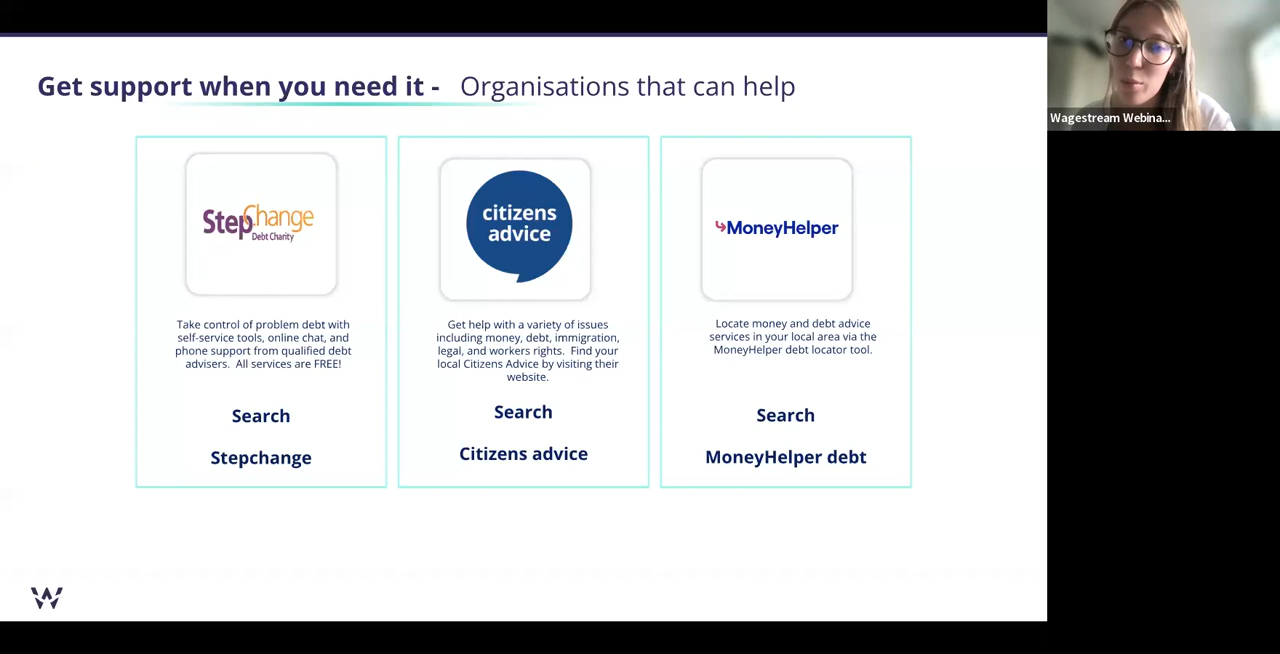 Get support when you need it - Organisations that can help
Wagestream Webina...
StepChange
Debt Charity
Take control of problem debt with
self-service tools, online chat, and
phone support from qualified debt
advisers. All services are FREE!
Search
Stepchange
citizens
advice
Get help with a variety of issues
including money, debt, immigration,
legal, and workers rights. Find your
local Citizens Advice by visiting their
website.
Search
Citizens advice
MoneyHelper
Locate money and debt advice
services in your local area via the
MoneyHelper debt locator tool.
Search
MoneyHelper debt
W